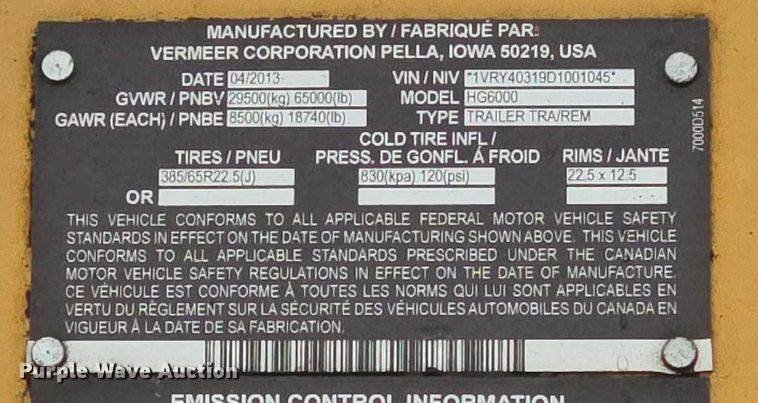 MANUFACTURED BY / FABRIQUÉ PAR:
VERMEER CORPORATION PELLA, IOWA 50219, USA
DATE 04/2013 VIN / NIV *1VRY40319D1001045*
GVWR / PNBV 29500(kg) 65000(lb) MODEL HG6000
GAWR (EACH) / PNBE 8500(kg) 18740(lb) TYPE TRAILER TRA/REM
7000D514
COLD TIRE INFL /
TIRES / PNEU PRESS. DE GONFL. Á FROID RIMS / JANTE
385/65R22.5(J) 830(kpa) 120(psi) 22.5 x 12.5
OR
THIS VEHICLE CONFORMS TO ALL APPLICABLE FEDERAL MOTOR VEHICLE SAFETY
STANDARDS IN EFFECT ON THE DATE OF MANUFACTURING SHOWN ABOVE. THIS VEHICLE
CONFORMS TO ALL APPLICABLE STANDARDS PRESCRIBED UNDER THE CANADIAN
MOTOR VEHICLE SAFETY REGULATIONS IN EFFECT ON THE DATE OF MANUFACTURE.
CE VÉHICULE EST CONFORME À TOUTES LES NORMS QUI LUI SONT APPLICABLES EN
VERTU DU RÈGLEMENT SUR LA SÉCURITÉ DES VÉHICULES AUTOMOBILES DU CANADA EN
VIGUEUR À LA DATE DE SA FABRICATION.
Purple Wave Auction
EMISSION CONTROL INFORMATION